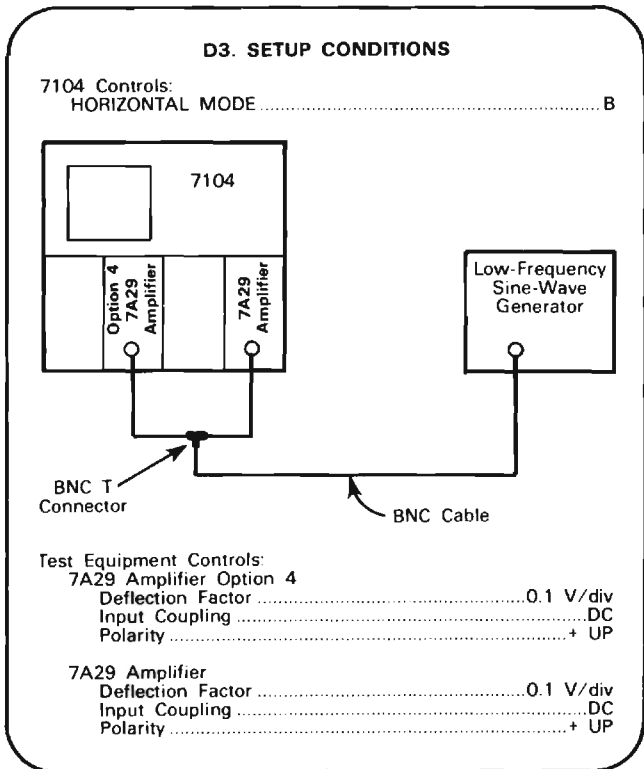 D3. SETUP CONDITIONS
7104 Controls:
HORIZONTAL MODE ........ B
7104
Option 4
7A29
Amplifier
7A29
Amplifier
Low-Frequency
Sine-Wave
Generator
BNC T
Connector
BNC Cable
Test Equipment Controls:
7A29 Amplifier Option 4
Deflection Factor ........ 0.1 V/div
Input Coupling ........ DC
Polarity ........ + UP
7A29 Amplifier
Deflection Factor ........ 0.1 V/div
Input Coupling ........ DC
Polarity ........ + UP